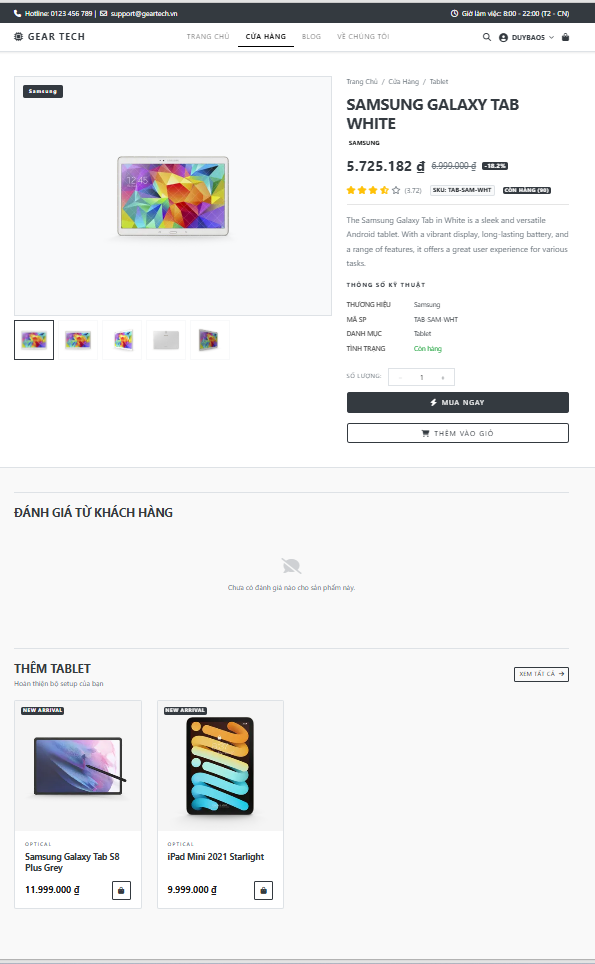 Hotline: 0123 456 789 | support@geartech.vn
Giờ làm việc: 8:00 - 22:00 (T2 - CN)
GEAR TECH
TRANG CHỦ CỬA HÀNG BLOG VỀ CHÚNG TÔI
DUYBAO5
Samsung
Trang Chủ / Cửa Hàng / Tablet
SAMSUNG GALAXY TAB
WHITE
SAMSUNG
5.725.182 ₫ 6.999.000 ₫ -18.2%
(3.72) SKU: TAB-SAM-WHT CÒN HÀNG (98)
The Samsung Galaxy Tab in White is a sleek and versatile
Android tablet. With a vibrant display, long-lasting battery, and
a range of features, it offers a great user experience for various
tasks.
THÔNG SỐ KỸ THUẬT
THƯƠNG HIỆU Samsung
MÃ SP TAB-SAM-WHT
DANH MỤC Tablet
TÌNH TRẠNG Còn hàng
SỐ LƯỢNG: - 1 +
MUA NGAY
THÊM VÀO GIỎ
12:45
ĐÁNH GIÁ TỪ KHÁCH HÀNG
Chưa có đánh giá nào cho sản phẩm này.
THÊM TABLET
Hoàn thiện bộ setup của bạn
XEM TẤT CẢ
NEW ARRIVAL
OPTICAL
Samsung Galaxy Tab S8
Plus Grey
11.999.000 ₫
NEW ARRIVAL
OPTICAL
iPad Mini 2021 Starlight
9.999.000 ₫